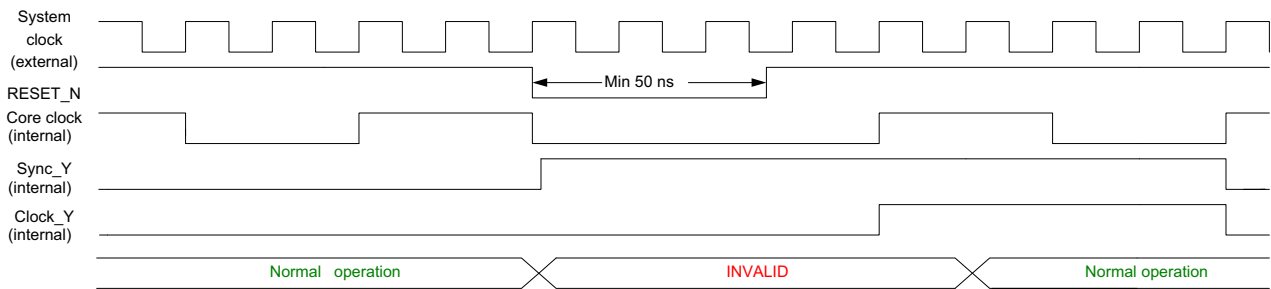 System
clock
(external)
Min 50 ns
RESET_N
Core clock
(internal)
Sync_Y
(internal)
Clock_Y
(internal)
Normal operation
INVALID
Normal operation